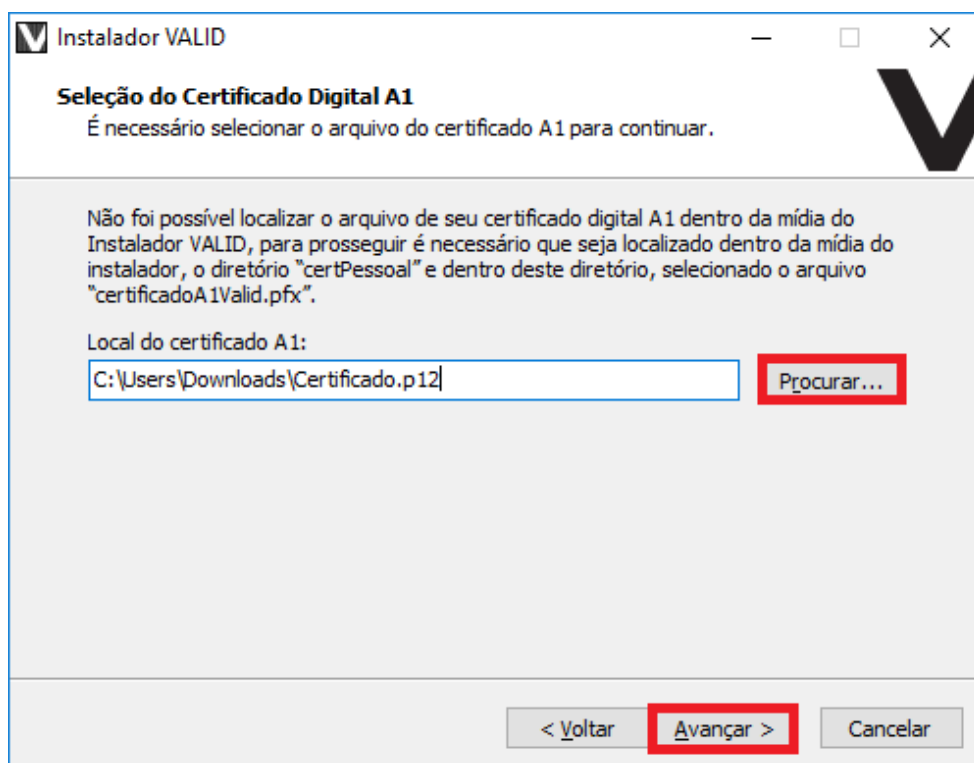 Instalador VALID
Seleção do Certificado Digital A1
É necessário selecionar o arquivo do certificado A1 para continuar.
Não foi possível localizar o arquivo de seu certificado digital A1 dentro da mídia do
Instalador VALID, para prosseguir é necessário que seja localizado dentro da mídia do
instalador, o diretório “certPessoal” e dentro deste diretório, selecionado o arquivo
“certificadoA1Valid.pfx”.
Local do certificado A1:
C:\Users\Downloads\Certificado.p12
Procurar...
< Voltar
Avançar >
Cancelar